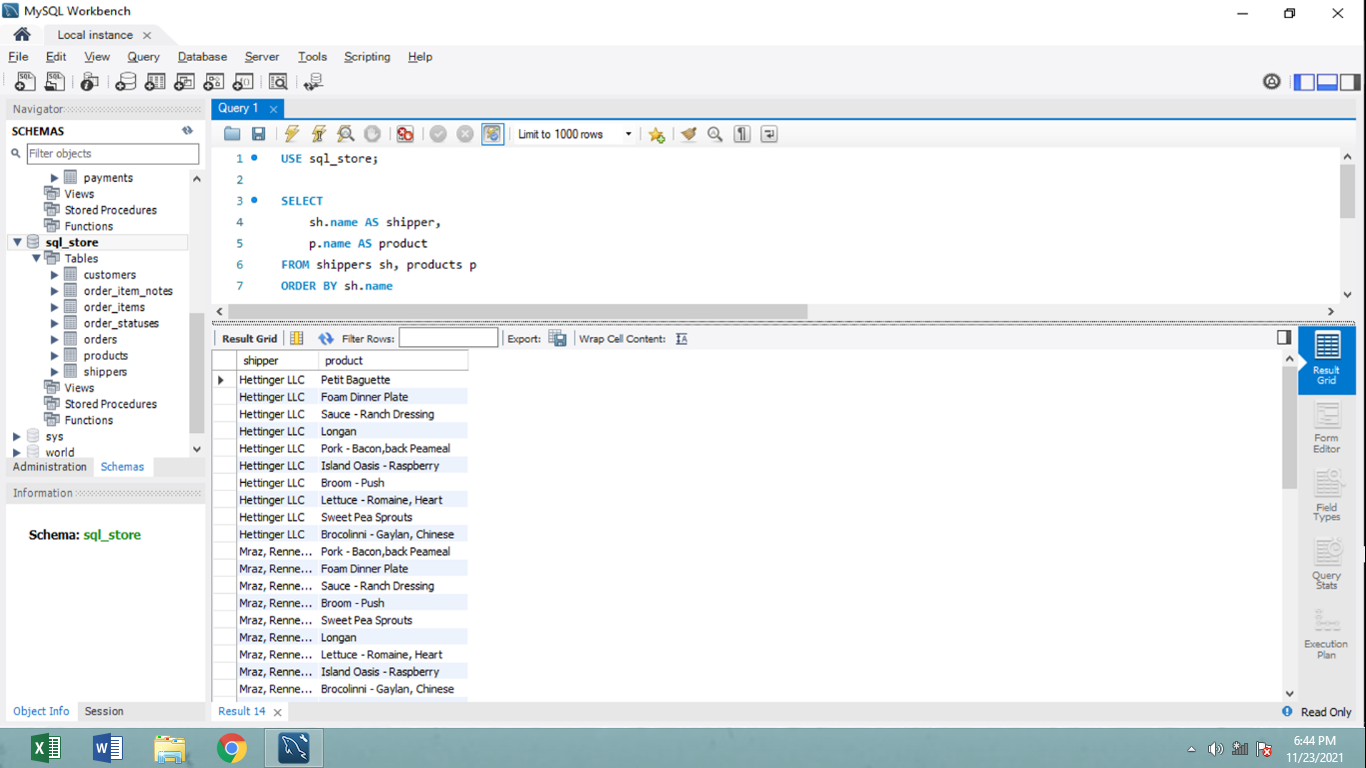 MySQL Workbench
Local instance
File Edit View Query Database Server Tools Scripting Help
Navigator
SCHEMAS
Filter objects
payments
Views
Stored Procedures
Functions
sql_store
Tables
customers
order_item_notes
order_items
order_statuses
orders
products
shippers
Views
Stored Procedures
Functions
sys
world
Administration Schemas
Information
Schema: sql_store
Object Info Session
Query 1
Limit to 1000 rows
1 USE sql_store;
2
3 SELECT
4 sh.name AS shipper,
5 p.name AS product
6 FROM shippers sh, products p
7 ORDER BY sh.name
Result Grid Filter Rows: Export: Wrap Cell Content:
shipper product
Hettinger LLC Petit Baguette
Hettinger LLC Foam Dinner Plate
Hettinger LLC Sauce - Ranch Dressing
Hettinger LLC Longan
Hettinger LLC Pork - Bacon,back Peameal
Hettinger LLC Island Oasis - Raspberry
Hettinger LLC Broom - Push
Hettinger LLC Lettuce - Romaine, Heart
Hettinger LLC Sweet Pea Sprouts
Hettinger LLC Brocolinni - Gaylan, Chinese
Mraz, Renne... Pork - Bacon,back Peameal
Mraz, Renne... Foam Dinner Plate
Mraz, Renne... Sauce - Ranch Dressing
Mraz, Renne... Broom - Push
Mraz, Renne... Sweet Pea Sprouts
Mraz, Renne... Longan
Mraz, Renne... Lettuce - Romaine, Heart
Mraz, Renne... Island Oasis - Raspberry
Mraz, Renne... Brocolinni - Gaylan, Chinese
Result
Grid
Form
Editor
Field
Types
Query
Stats
Execution
Plan
Result 14
Read Only
6:44 PM
11/23/2021